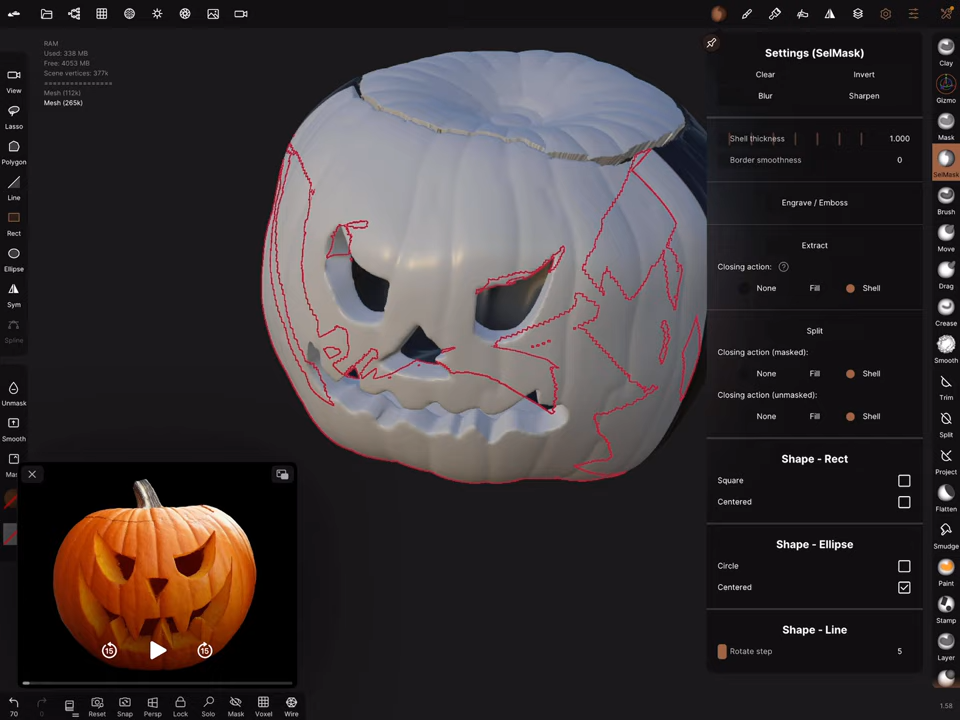 RAM
Used: 338 MB
Free: 4053 MB
Scene vertices: 377k
===============
Mesh (112k)
Mesh (265k)
View
Lasso
Polygon
Line
Rect
Ellipse
Sym
Spline
Unmask
Smooth
Settings (SelMask)
Clear Invert
Blur Sharpen
Shell thickness 1.000
Border smoothness 0
Engrave / Emboss
Extract
Closing action: ?
None Fill Shell
Split
Closing action (masked):
None Fill Shell
Closing action (unmasked):
None Fill Shell
Shape - Rect
Square
Centered
Shape - Ellipse
Circle
Centered
Shape - Line
Rotate step 5
Clay
Gizmo
Mask
SelMask
Brush
Move
Drag
Crease
Smooth
Trim
Split
Project
Flatten
Smudge
Paint
Stamp
Layer
15 15
70 0 Reset Snap Persp Lock Solo Mask Voxel Wire
1.58